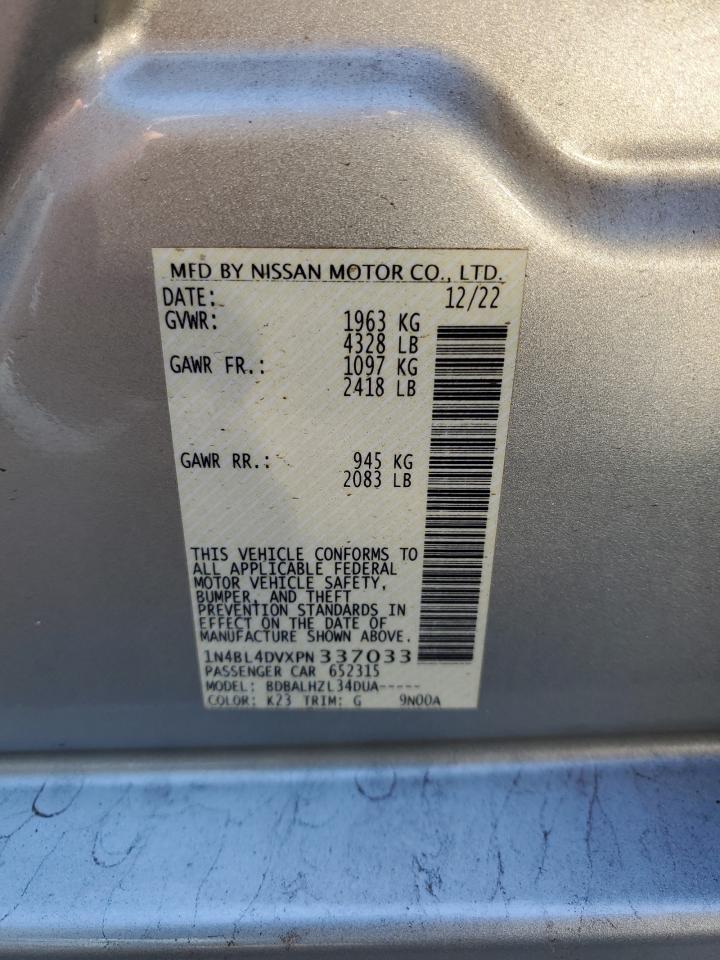 MFD BY NISSAN MOTOR CO., LTD.
DATE: 12/22
GVWR: 1963 KG
4328 LB
GAWR FR.: 1097 KG
2418 LB
GAWR RR.: 945 KG
2083 LB
THIS VEHICLE CONFORMS TO
ALL APPLICABLE FEDERAL
MOTOR VEHICLE SAFETY,
BUMPER, AND THEFT
PREVENTION STANDARDS IN
EFFECT ON THE DATE OF
MANUFACTURE SHOWN ABOVE.
1N4BL4DVXPN337033
PASSENGER CAR 652315
MODEL: BDBALHZL34DUA-----
COLOR: K23 TRIM: G 9N00A